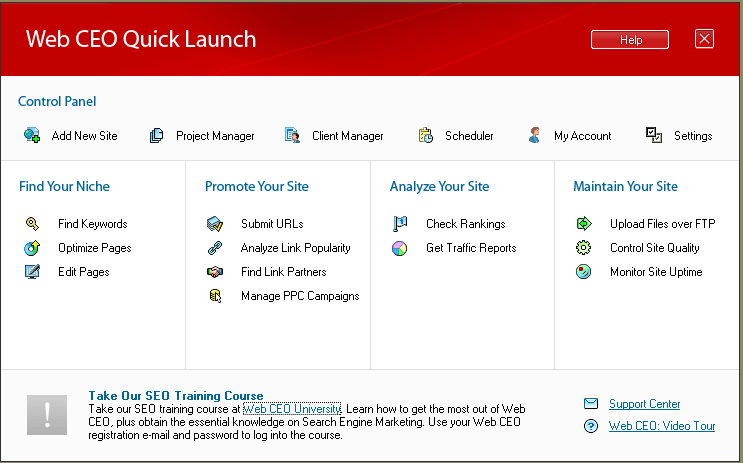 Web CEO Quick Launch
Help
Control Panel
Add New Site
Project Manager
Client Manager
Scheduler
My Account
Settings
Find Your Niche
Find Keywords
Optimize Pages
Edit Pages
Promote Your Site
Submit URLs
Analyze Link Popularity
Find Link Partners
Manage PPC Campaigns
Analyze Your Site
Check Rankings
Get Traffic Reports
Maintain Your Site
Upload Files over FTP
Control Site Quality
Monitor Site Uptime
Take Our SEO Training Course
Take our SEO training course at Web CEO University. Learn how to get the most out of Web
CEO, plus obtain the essential knowledge on Search Engine Marketing. Use your Web CEO
registration e-mail and password to log into the course.
Support Center
Web CEO: Video Tour